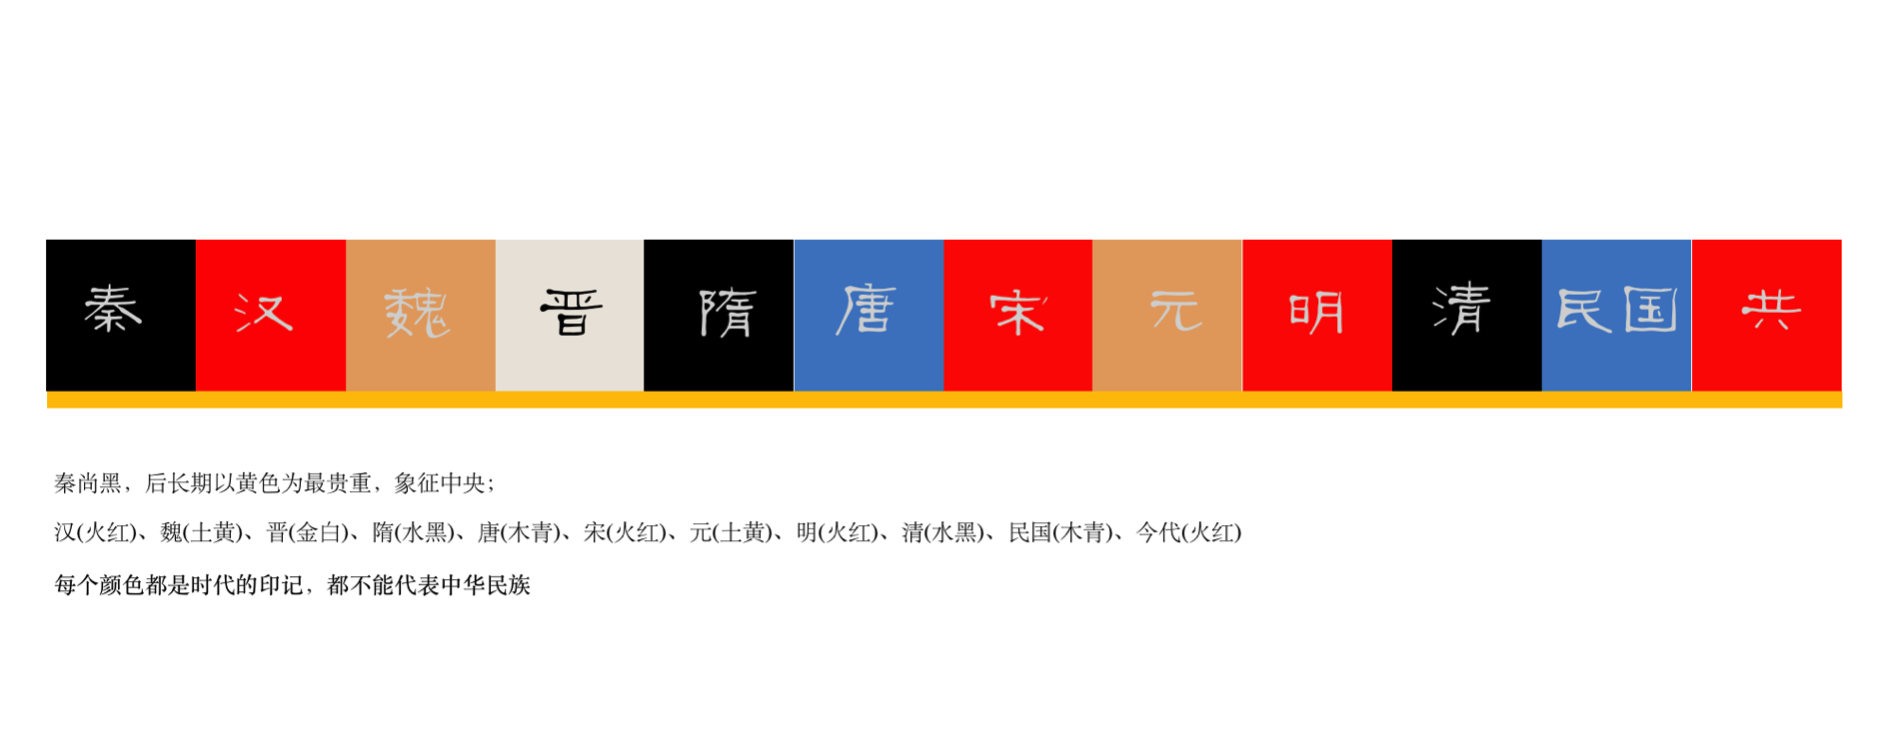 秦 汉 魏 晋 隋 唐 宋 元 明 清 民国 共
秦尚黑，后长期以黄色为最贵重，象征中央；
汉(火红)、魏(土黄)、晋(金白)、隋(水黑)、唐(木青)、宋(火红)、元(土黄)、明(火红)、清(水黑)、民国(木青)、今代(火红)
每个颜色都是时代的印记，都不能代表中华民族